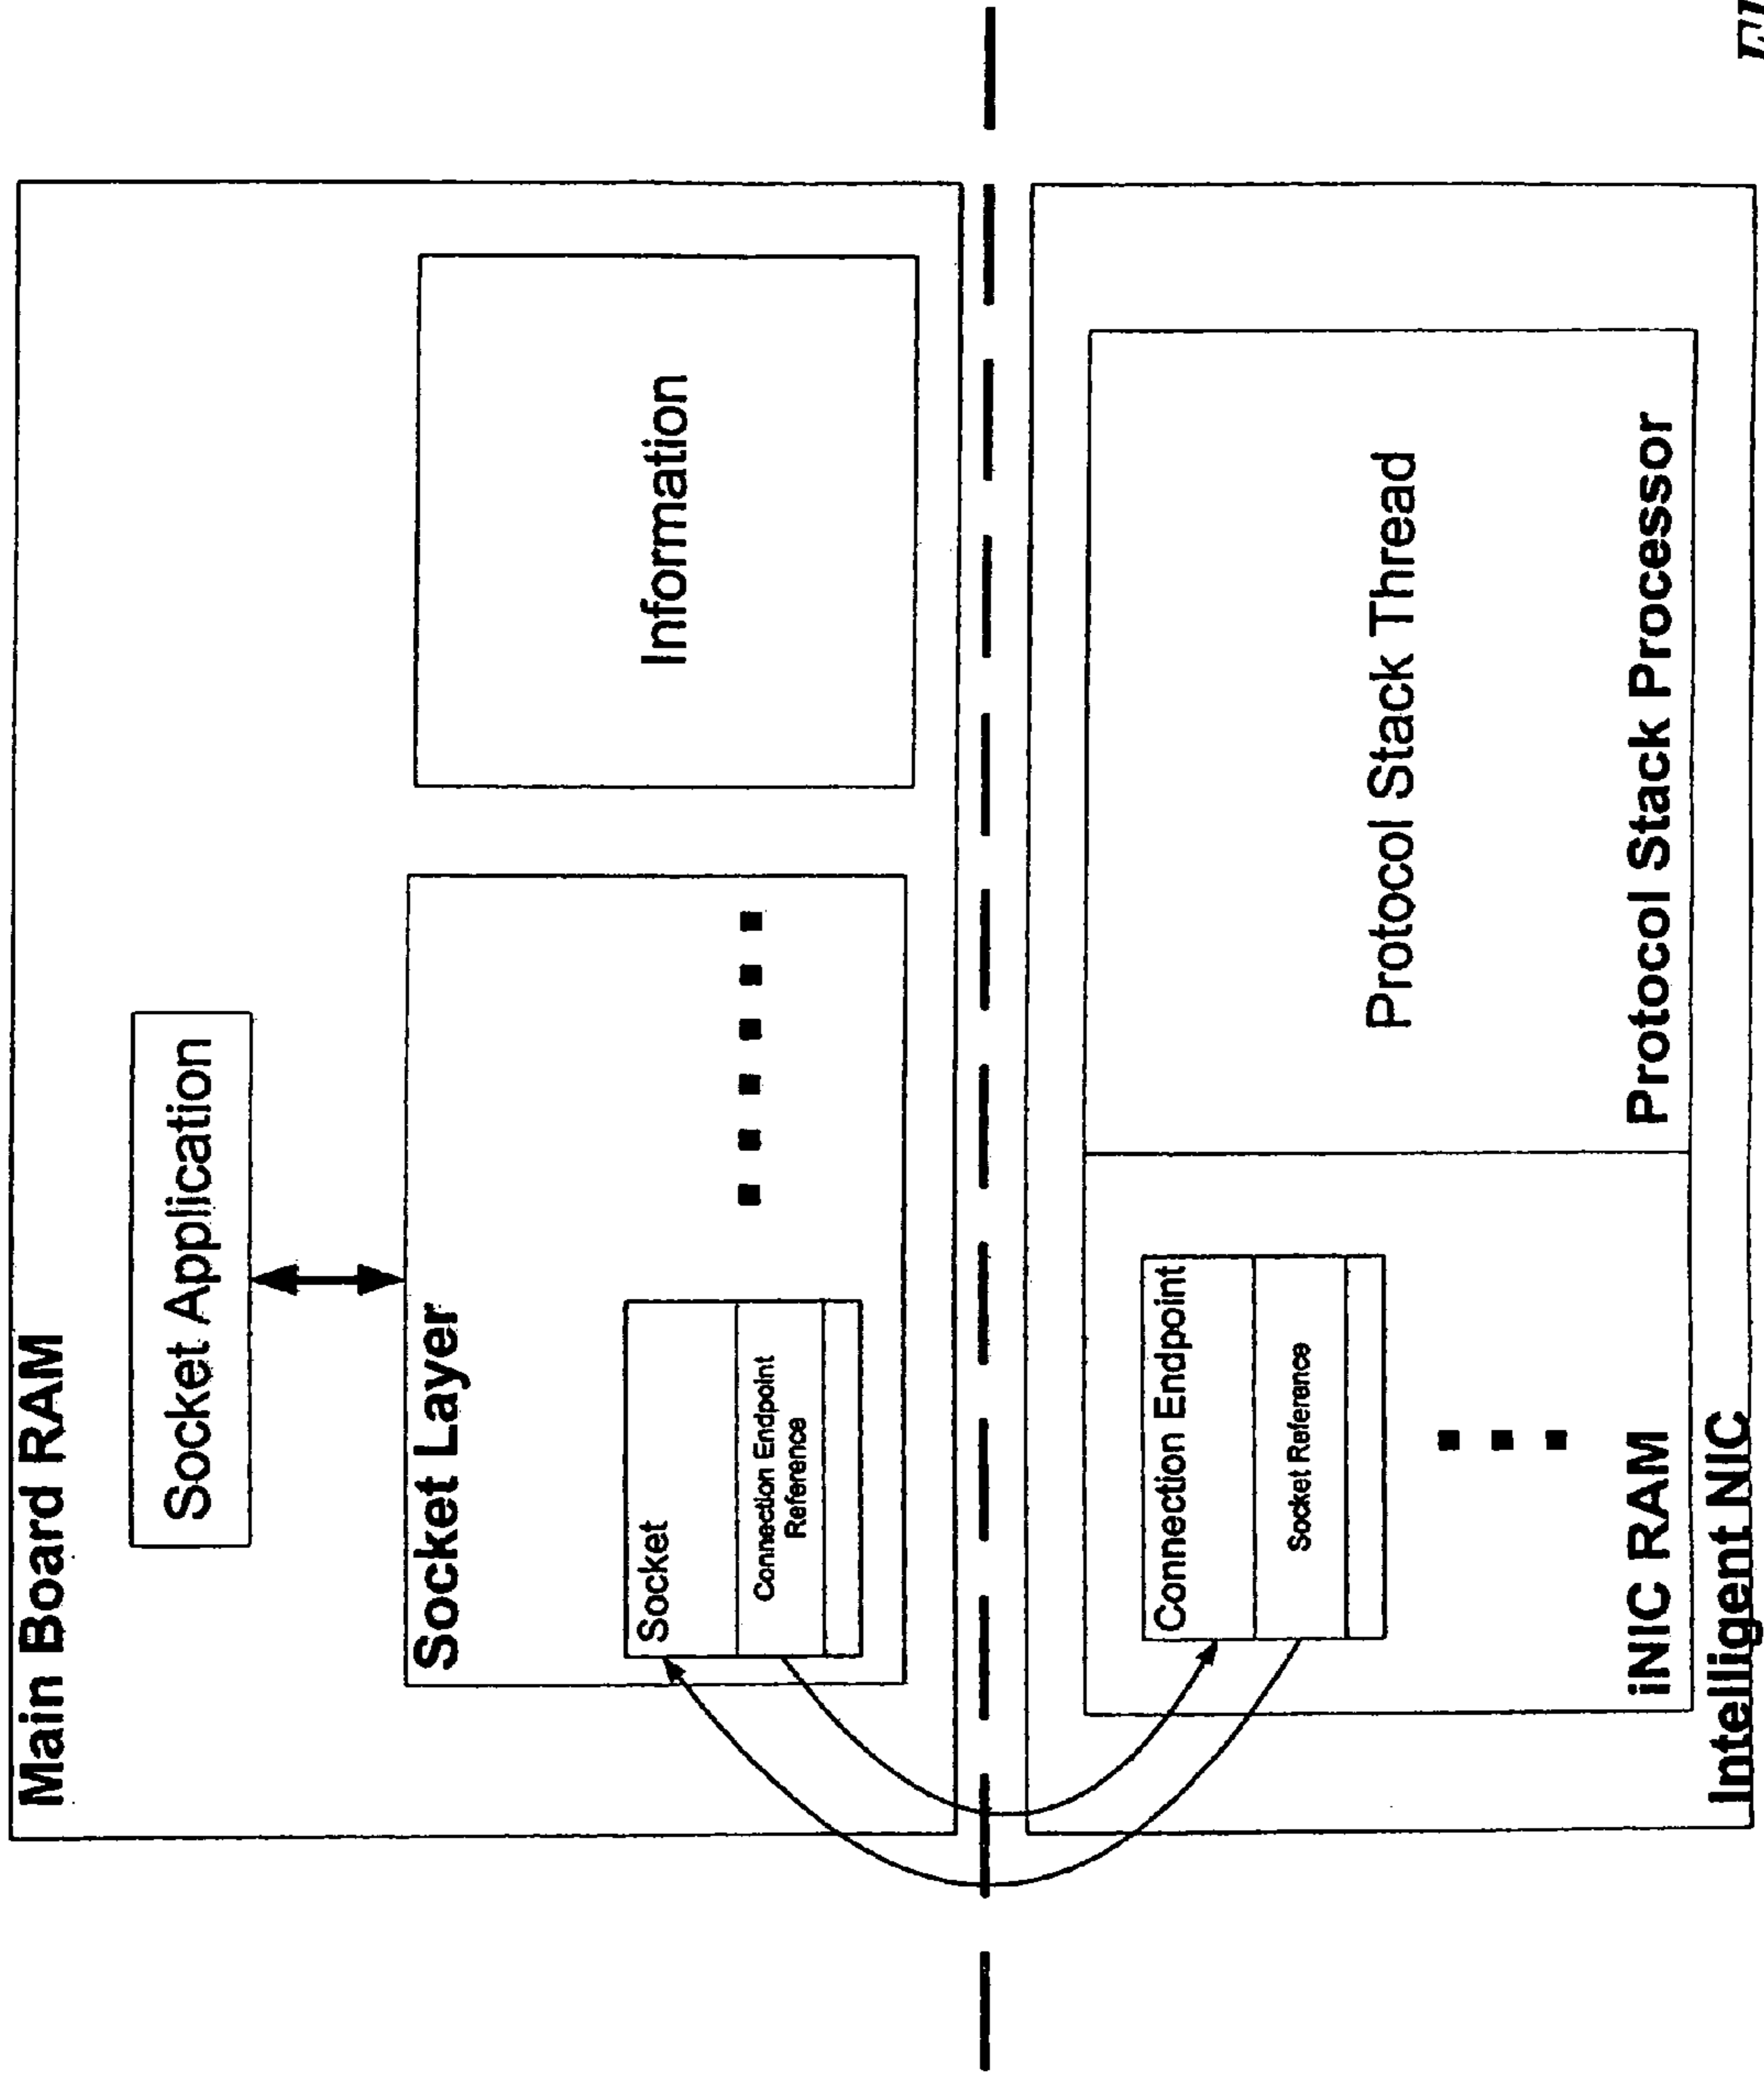 Main Board RAM
Socket Application
Socket Layer
Socket
Connection Endpoint
Reference
Information
Connection Endpoint
Socket Reference
iNIC RAM
Protocol Stack Thread
Protocol Stack Processor
Intelligent NIC